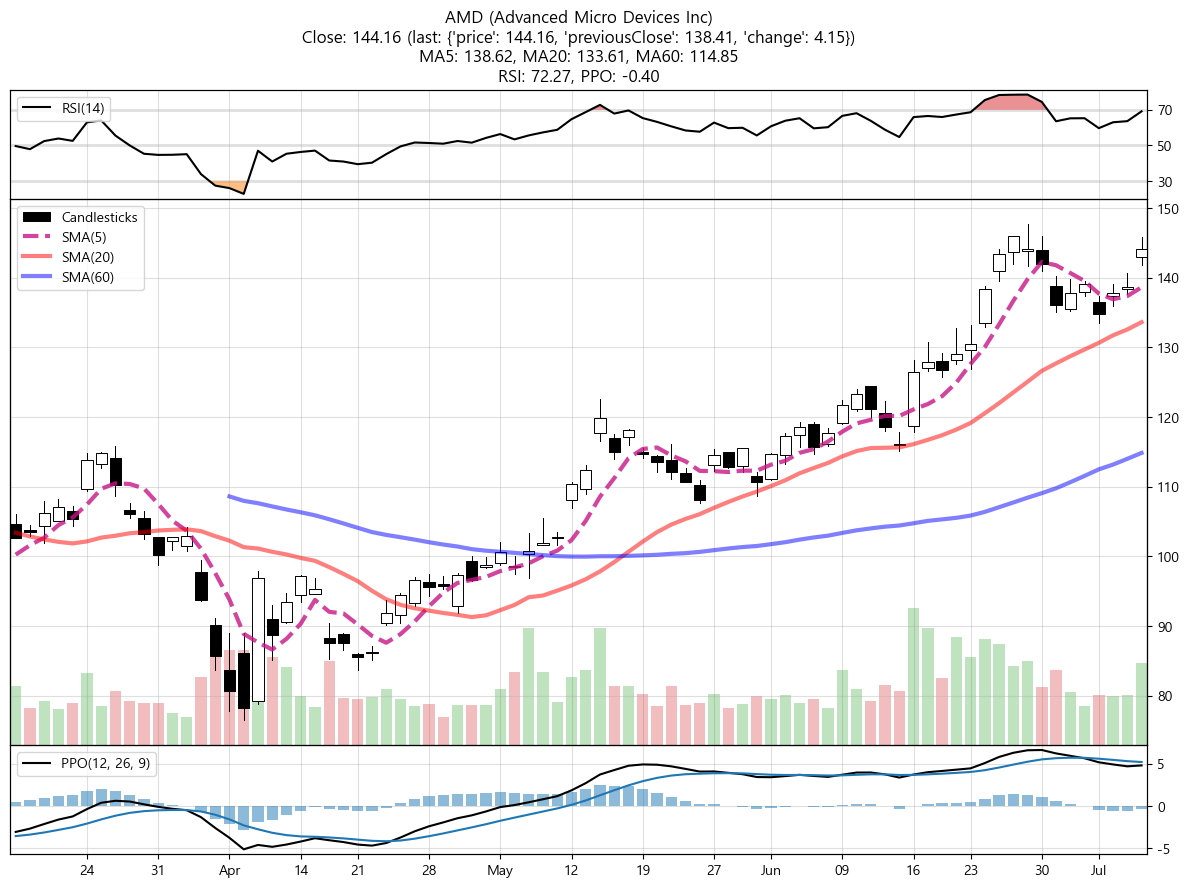 AMD (Advanced Micro Devices Inc)
Close: 144.16 (last: {'price': 144.16, 'previousClose': 138.41, 'change': 4.15})
MA5: 138.62, MA20: 133.61, MA60: 114.85
RSI: 72.27, PPO: -0.40
RSI(14)
70
50
30
Candlesticks
SMA(5)
SMA(20)
SMA(60)
150
140
130
120
110
100
90
80
PPO(12, 26, 9)
5
0
-5
24 31 Apr 14 21 28 May 12 19 27 Jun 09 16 23 30 Jul